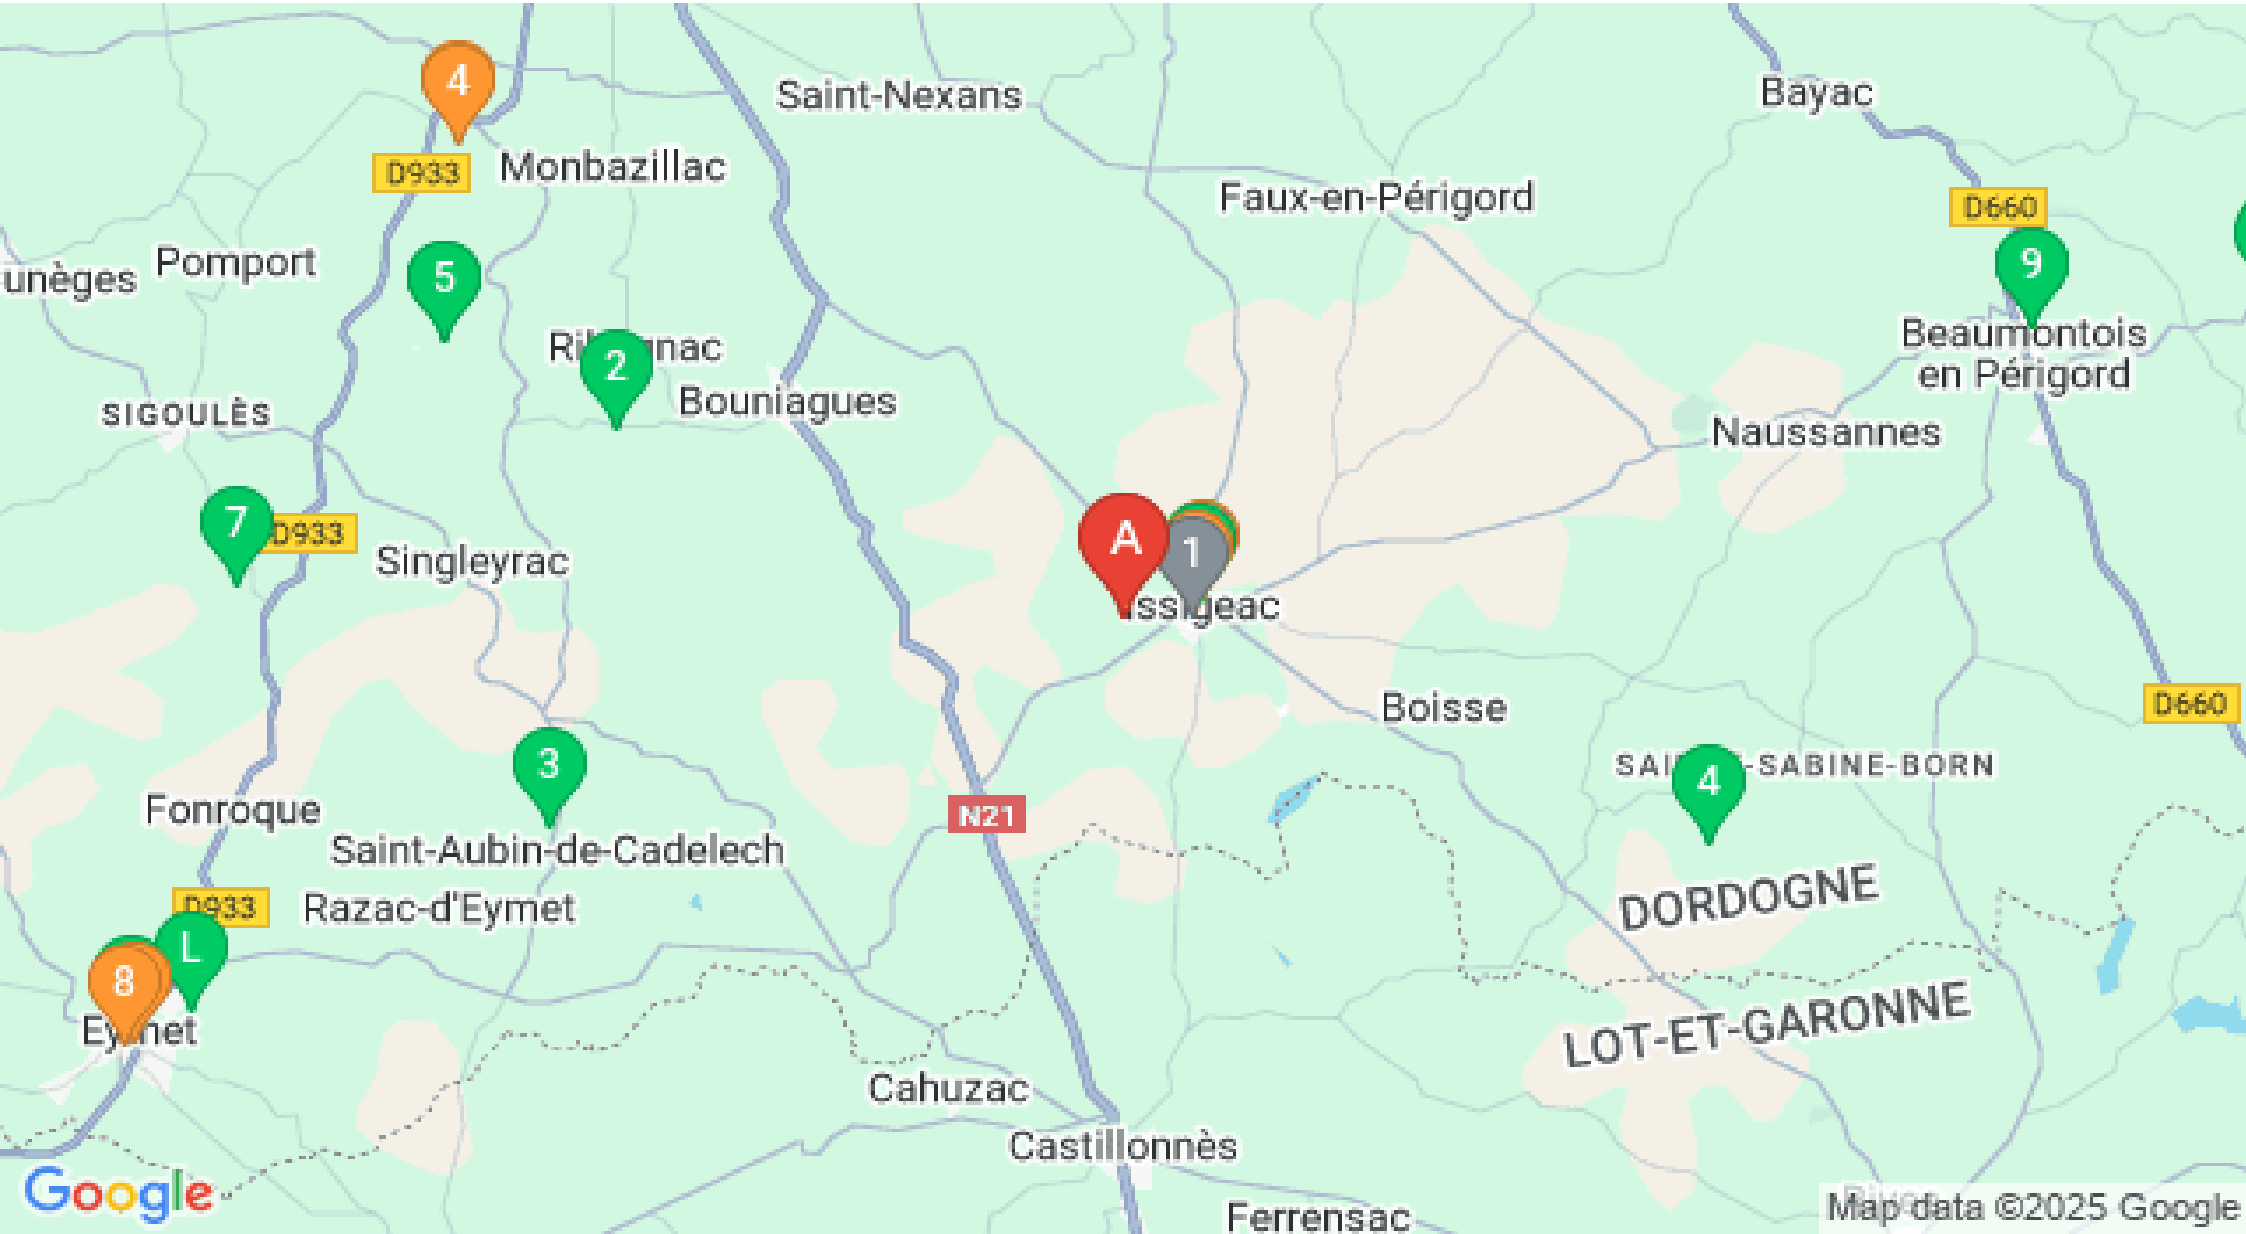 4
Saint-Nexans
Bayac
D933
Monbazillac
Faux-en-Périgord
D660
unèges
Pomport
5
9
2
Bouniagues
Beaumontois
en Périgord
SIGOULÈS
Naussannes
7
D933
Singleyrac
A
1
Issigeac
Boisse
D660
3
4
-SABINE-BORN
Fonroque
N21
Saint-Aubin-de-Cadelech
D933
Razac-d'Eymet
DORDOGNE
L
8
Eymet
LOT-ET-GARONNE
Cahuzac
Castillonnès
Google
Ferrensac
Map data ©2025 Google